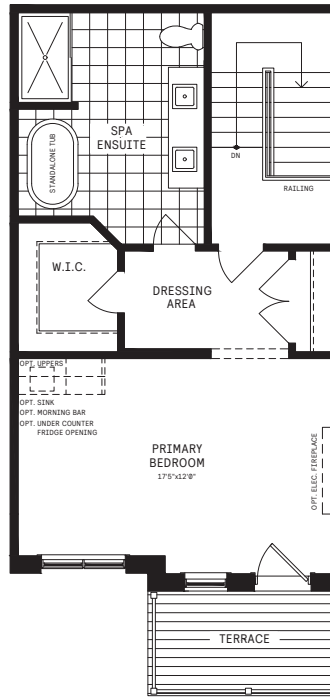 SPA
ENSUITE
STANDALONE TUB
DN
RAILING
W.I.C.
DRESSING
AREA
OPT. UPPERS
OPT. SINK
OPT. MORNING BAR
OPT. UNDER COUNTER
FRIDGE OPENING
PRIMARY
BEDROOM
17'5"x12'0"
OPT. ELEC. FIREPLACE
TERRACE